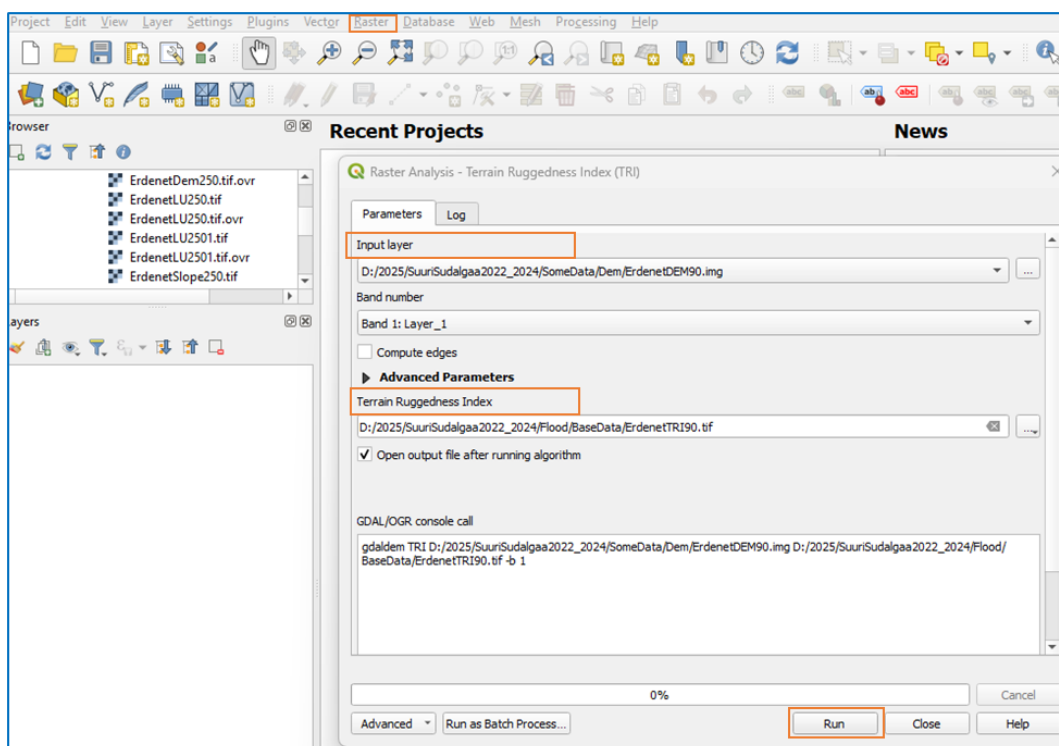 Project Edit View Layer Settings Plugins Vector Raster Database Web Mesh Processing Help
Recent Projects
News
ErdenetDem250.tif.ovr
ErdenetLU250.tif
ErdenetLU250.tif.ovr
ErdenetLU2501.tif
ErdenetLU2501.tif.ovr
ErdenetSlope250.tif
Raster Analysis - Terrain Ruggedness Index (TRI)
Parameters Log
Input layer
D:/2025/SuuriSudalgaa2022_2024/SomeData/Dem/ErdenetDEM90.img
Band number
Band 1: Layer_1
Compute edges
Advanced Parameters
Terrain Ruggedness Index
D:/2025/SuuriSudalgaa2022_2024/Flood/BaseData/ErdenetTRI90.tif
Open output file after running algorithm
GDAL/OGR console call
gdaldem TRI D:/2025/SuuriSudalgaa2022_2024/SomeData/Dem/ErdenetDEM90.img D:/2025/SuuriSudalgaa2022_2024/Flood/
BaseData/ErdenetTRI90.tif -b 1
0%
Cancel
Advanced Run as Batch Process... Run Close Help